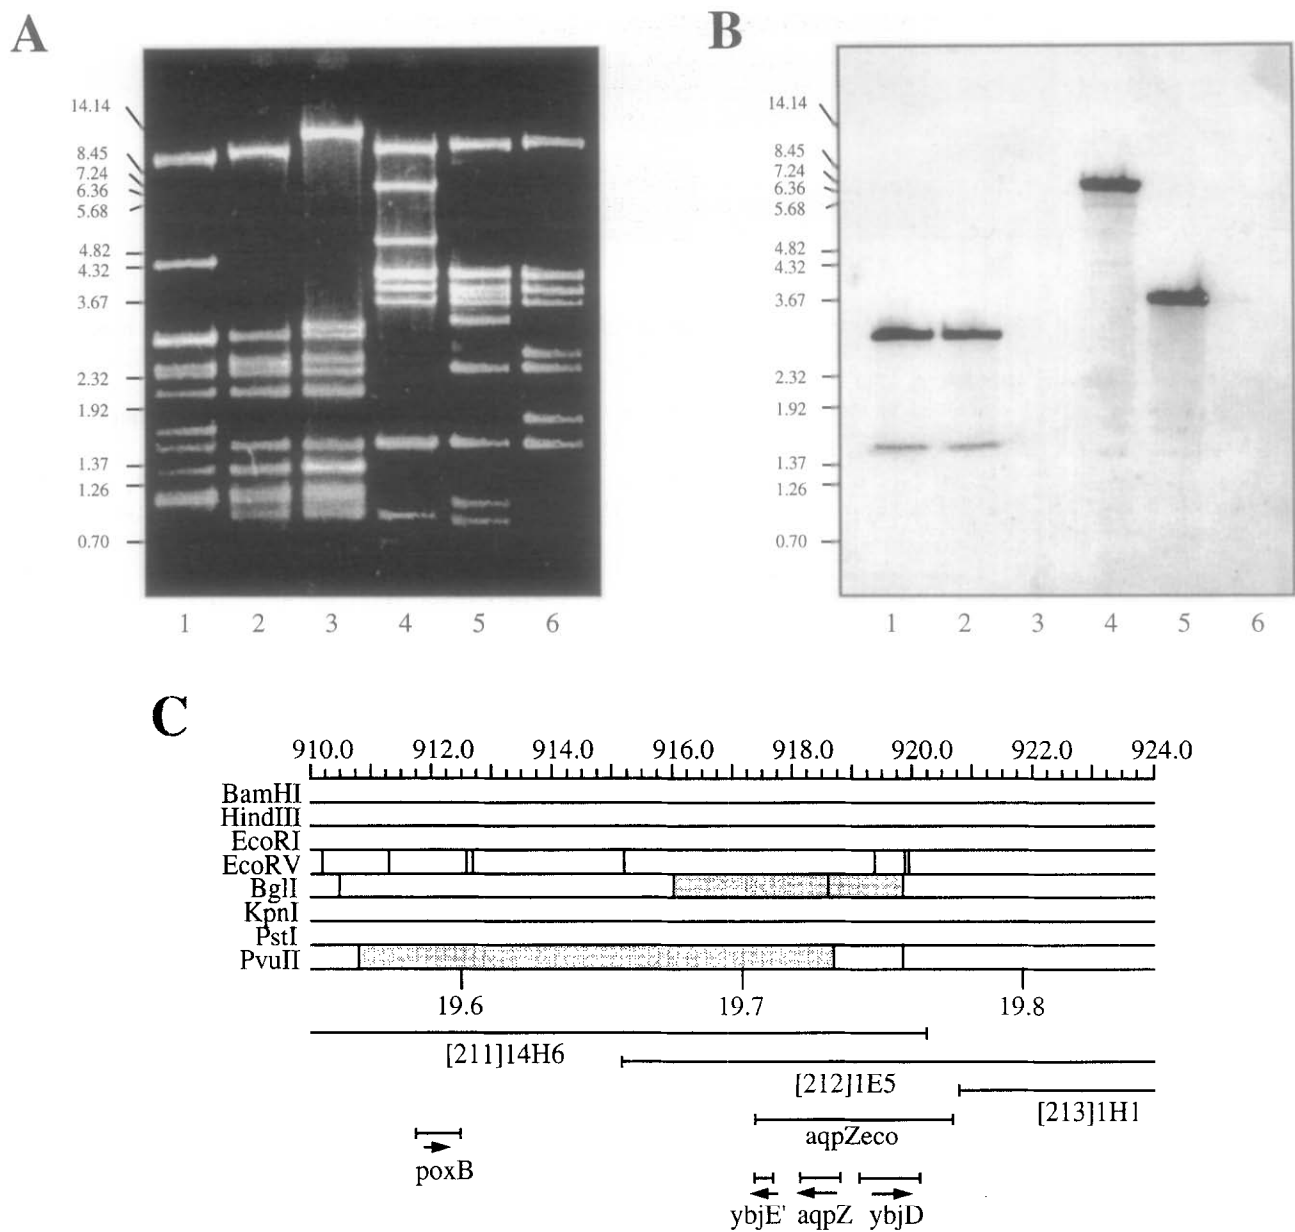 A
B
14.14
8.45
7.24
6.36
5.68
4.82
4.32
3.67
2.32
1.92
1.37
1.26
0.70
1 2 3 4 5 6
14.14
8.45
7.24
6.36
5.68
4.82
4.32
3.67
2.32
1.92
1.37
1.26
0.70
1 2 3 4 5 6
C
910.0 912.0 914.0 916.0 918.0 920.0 922.0 924.0
BamHI
HindIII
EcoRI
EcoRV
BglI
KpnI
PstI
PvuII
19.6 19.7 19.8
[211]14H6
[212]1E5
[213]1H1
aqpZeco
poxB
ybjE' aqpZ ybjD